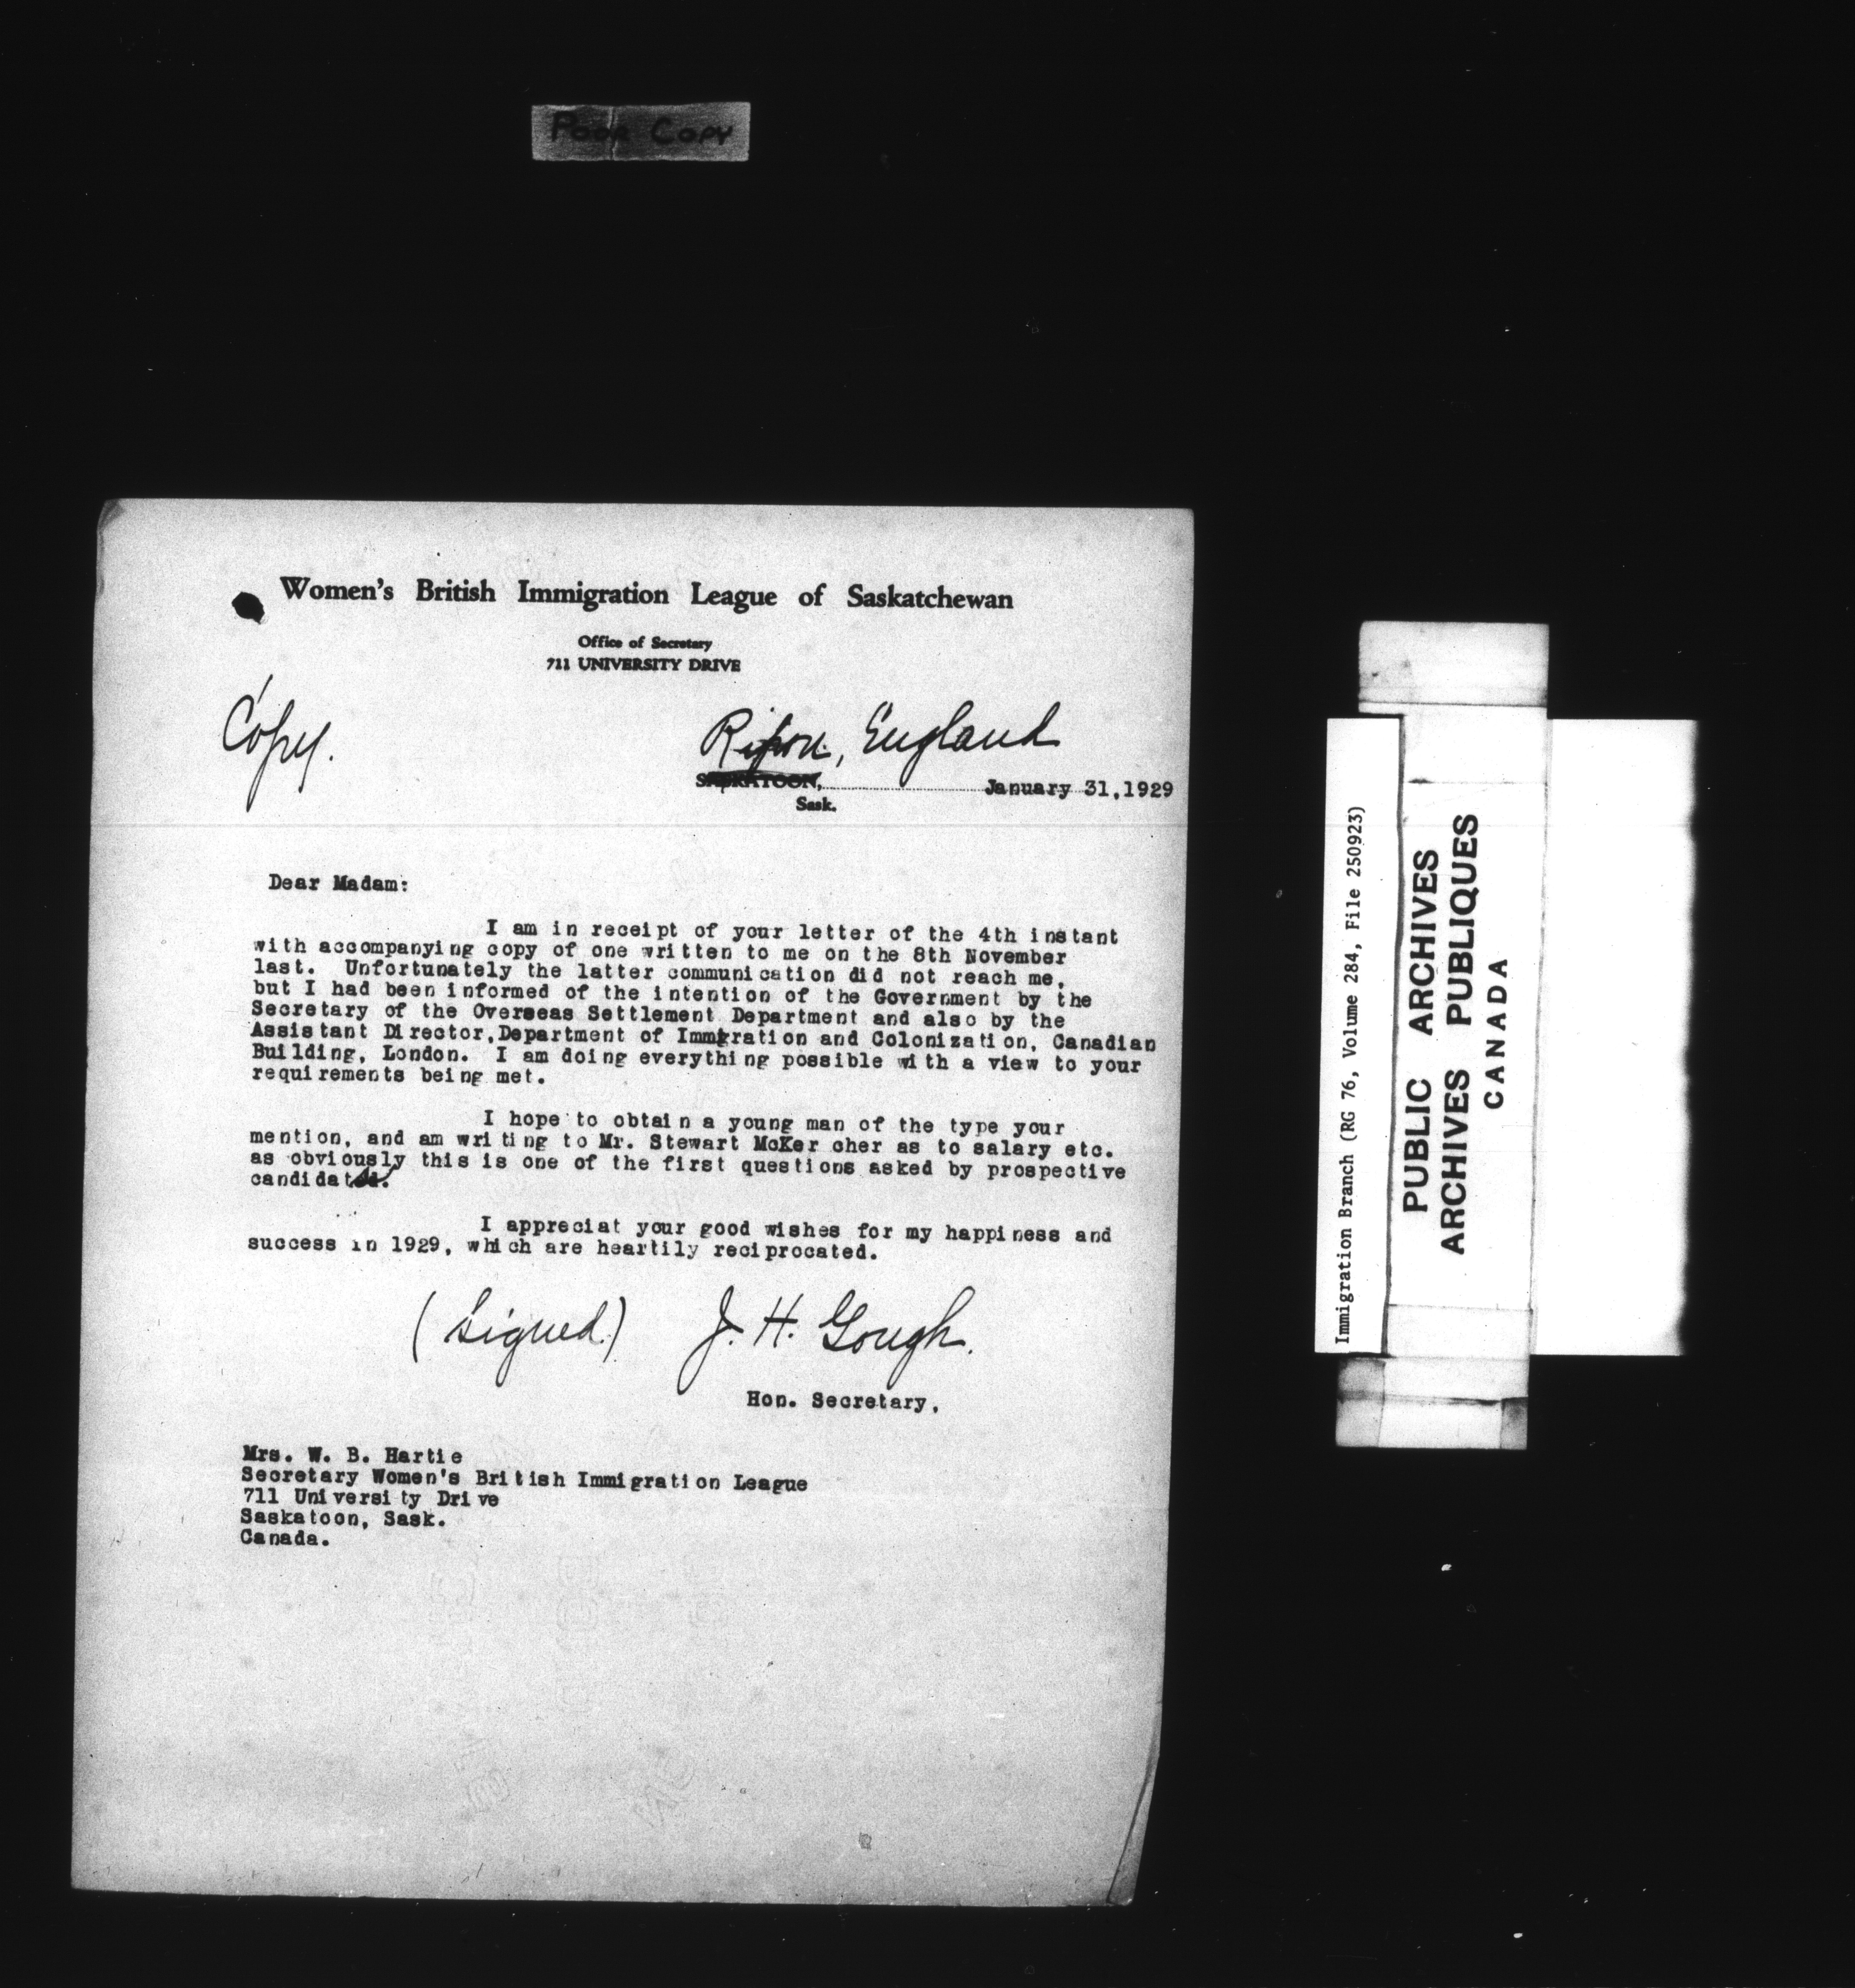 POOR COPY
Women's British Immigration League of Saskatchewan
Office of Secretary
711 UNIVERSITY DRIVE
Copy.
Ripon, England
SASKATOON, January 31, 1929
Sask.
Dear Madam:
I am in receipt of your letter of the 4th instant
with accompanying copy of one written to me on the 8th November
last. Unfortunately the latter communication did not reach me,
but I had been informed of the intention of the Government by the
Secretary of the Overseas Settlement Department and also by the
Assistant Director, Department of Immgration and Colonization, Canadian
Building, London. I am doing everything possible with a view to your
requirements being met.
I hope to obtain a young man of the type your
mention, and am writing to Mr. Stewart McKer cher as to salary etc.
as obviously this is one of the first questions asked by prospective
candidates.
I appreciat your good wishes for my happiness and
success in 1929, which are heartily reciprocated.
(Signed.) J. H. Gough.
Hon. Secretary,
Mrs. W. B. Hartie
Secretary Women's British Immigration League
711 University Drive
Saskatoon, Sask.
Canada.
Immigration Branch (RG 76, Volume 284, File 250923)
PUBLIC ARCHIVES
ARCHIVES PUBLIQUES
CANADA